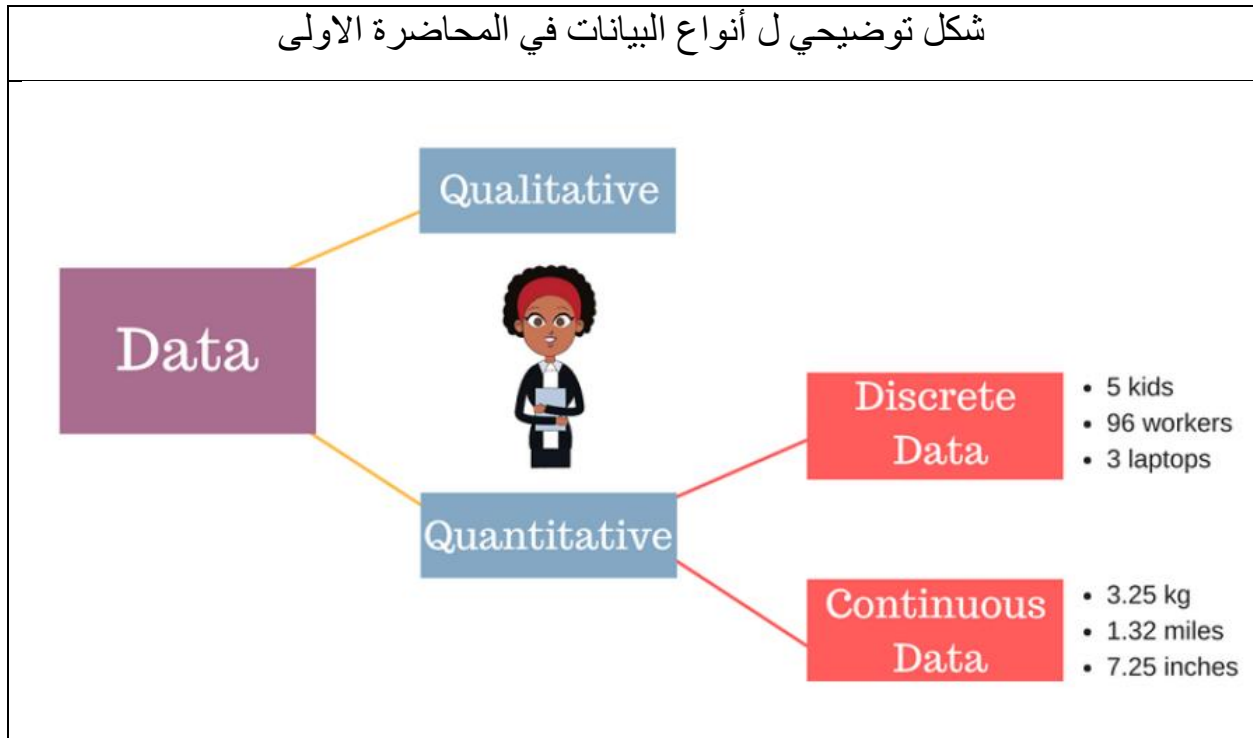 شكل توضيحي ل أنواع البيانات في المحاضرة الاولى
Qualitative
Data
Quantitative
Discrete
Data
• 5 kids
• 96 workers
• 3 laptops
Continuous
Data
• 3.25 kg
• 1.32 miles
• 7.25 inches